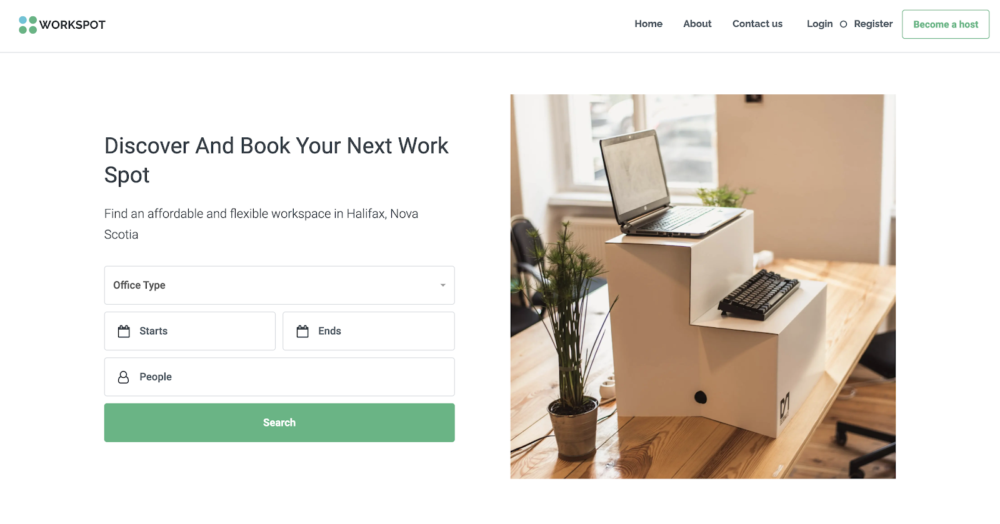 WORKSPOT
Home
About
Contact us
Login
Register
Become a host
Discover And Book Your Next Work
Spot
Find an affordable and flexible workspace in Halifax, Nova
Scotia
Office Type
Starts
Ends
People
Search